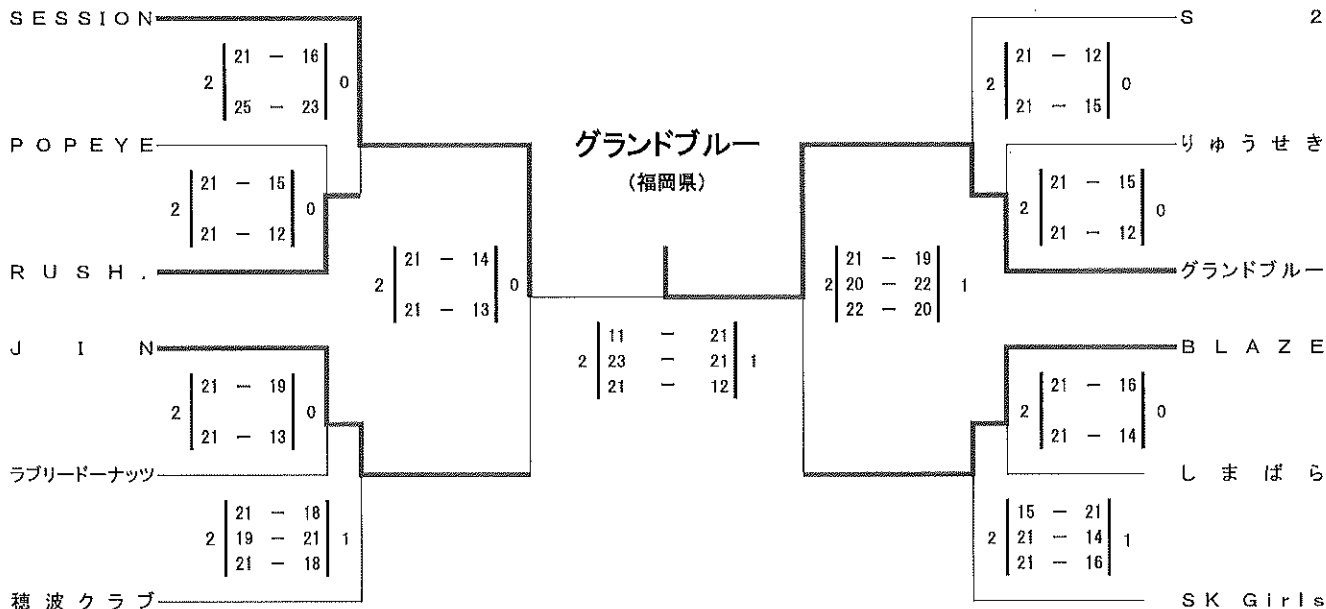 SESSION
2 21 − 16 0
25 − 23
POPEYE
2 21 − 15 0
21 − 12
RUSH.
2 21 − 14 0
21 − 13
JIN
2 21 − 19 0
21 − 13
ラブリードーナッツ
2 21 − 18 1
19 − 21
21 − 18
穂波クラブ
グランドブルー
(福岡県)
2 11 − 21 1
23 − 21
21 − 12
S 2
2 21 − 12 0
21 − 15
りゅうせき
2 21 − 15 0
21 − 12
グランドブルー
2 21 − 19 1
20 − 22
22 − 20
BLAZE
2 21 − 16 0
21 − 14
しまばら
2 15 − 21 1
21 − 14
21 − 16
SK Girls